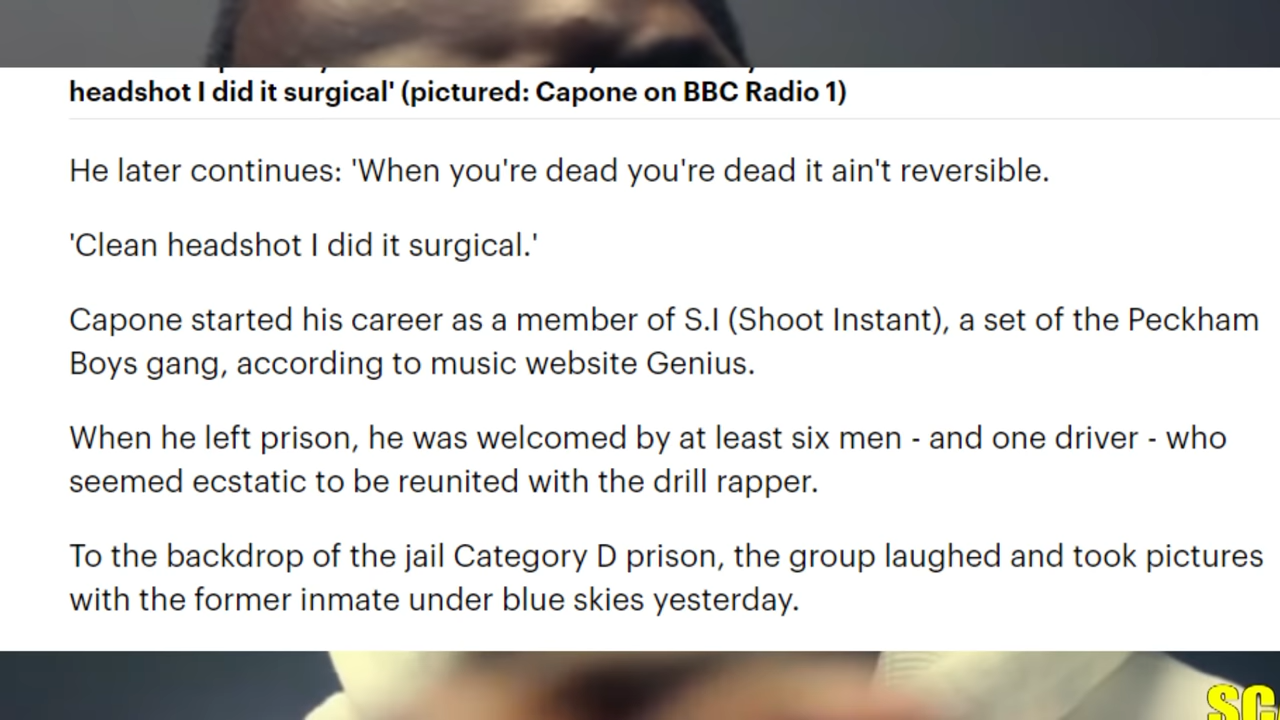 headshot I did it surgical' (pictured: Capone on BBC Radio 1)
He later continues: 'When you're dead you're dead it ain't reversible.
'Clean headshot I did it surgical.'
Capone started his career as a member of S.I (Shoot Instant), a set of the Peckham
Boys gang, according to music website Genius.
When he left prison, he was welcomed by at least six men - and one driver - who
seemed ecstatic to be reunited with the drill rapper.
To the backdrop of the jail Category D prison, the group laughed and took pictures
with the former inmate under blue skies yesterday.
SC